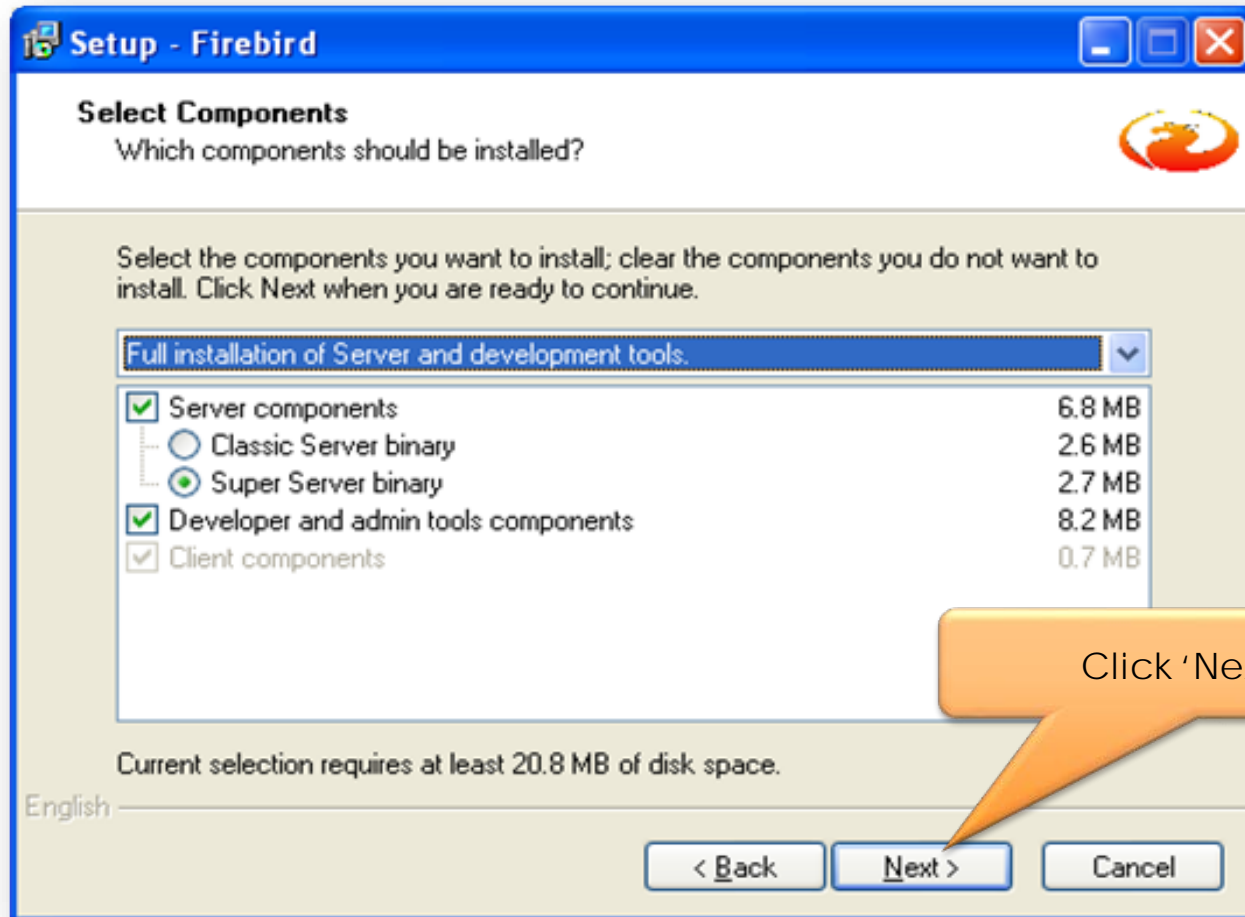 Setup - Firebird
Select Components
Which components should be installed?
Select the components you want to install; clear the components you do not want to
install. Click Next when you are ready to continue.
Full installation of Server and development tools.
Server components 6.8 MB
Classic Server binary 2.6 MB
Super Server binary 2.7 MB
Developer and admin tools components 8.2 MB
Client components 0.7 MB
Click ‘Ne
Current selection requires at least 20.8 MB of disk space.
English
< Back Next > Cancel